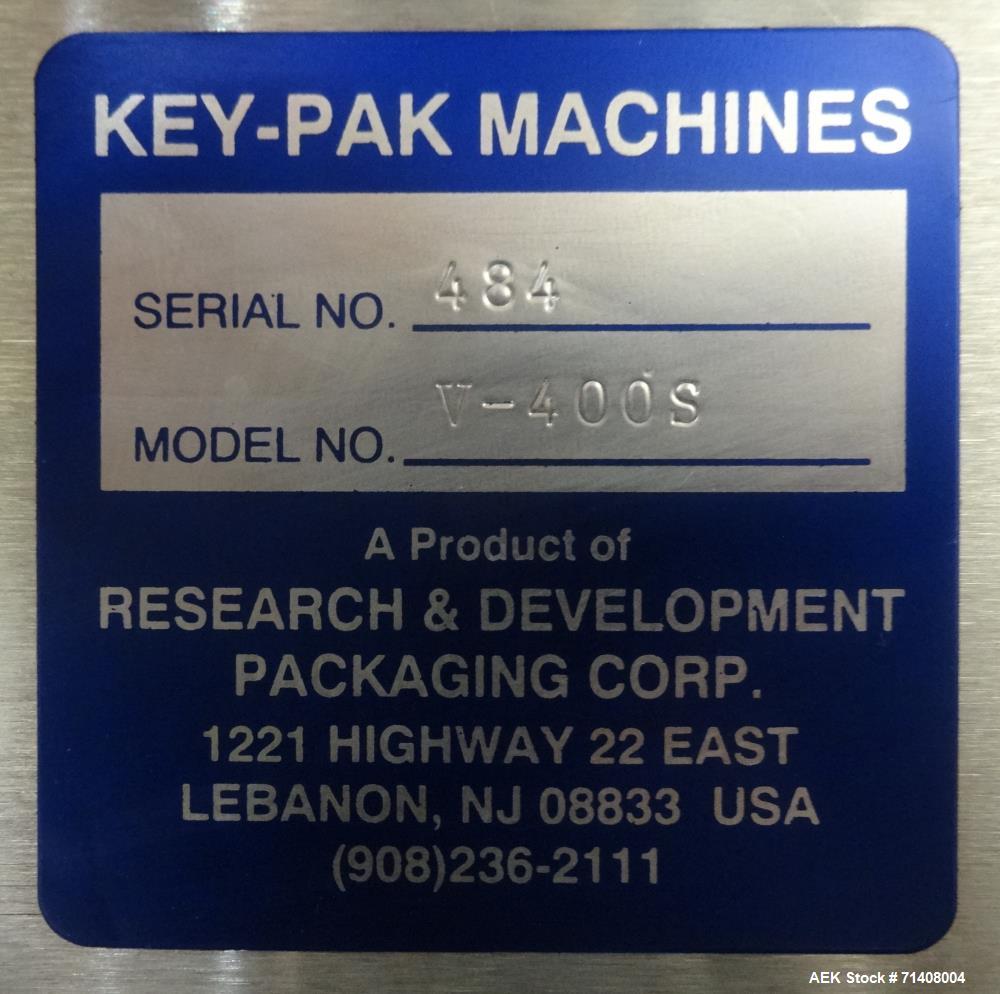 KEY-PAK MACHINES
SERIAL NO. 484
MODEL NO. V-400S
A Product of
RESEARCH & DEVELOPMENT
PACKAGING CORP.
1221 HIGHWAY 22 EAST
LEBANON, NJ 08833 USA
(908)236-2111
AEK Stock # 71408004